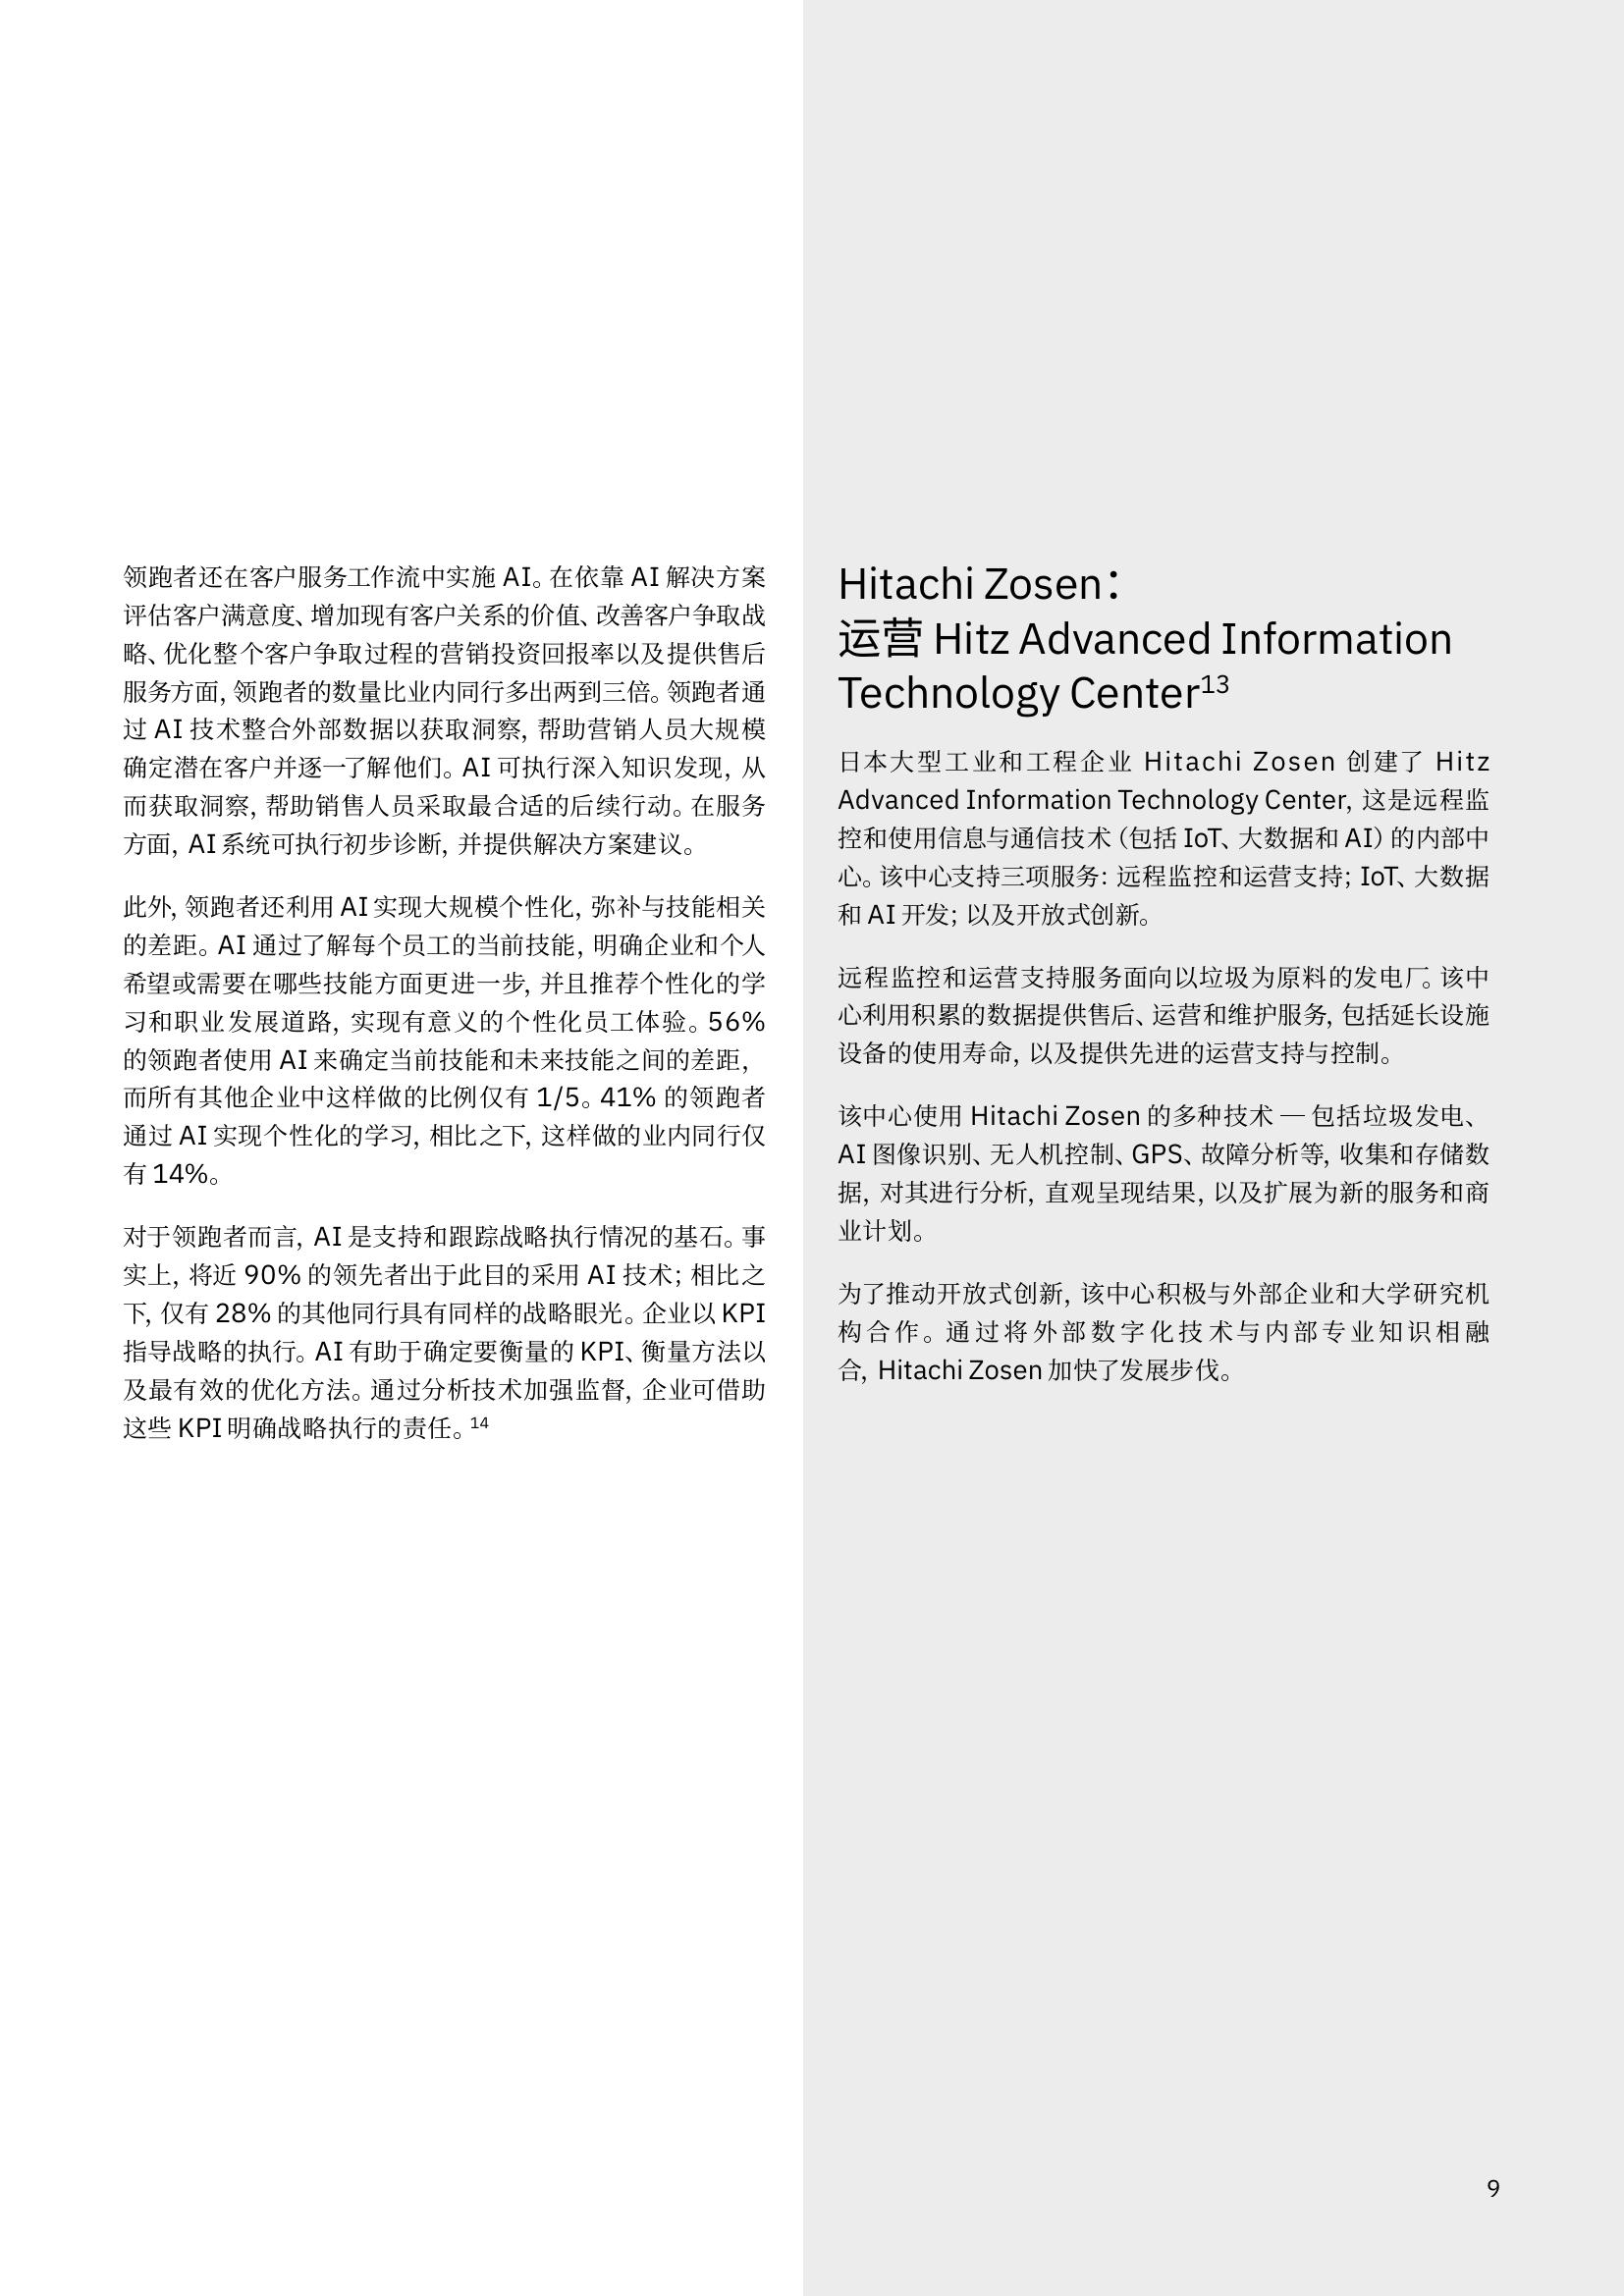 领跑者还在客户服务工作流中实施 AI。在依靠 AI 解决方案
评估客户满意度、增加现有客户关系的价值、改善客户争取战
略、优化整个客户争取过程的营销投资回报率以及提供售后
服务方面，领跑者的数量比业内同行多出两到三倍。领跑者通
过 AI 技术整合外部数据以获取洞察，帮助营销人员大规模
确定潜在客户并逐一了解他们。AI 可执行深入知识发现，从
而获取洞察，帮助销售人员采取最合适的后续行动。在服务
方面，AI 系统可执行初步诊断，并提供解决方案建议。
此外，领跑者还利用 AI 实现大规模个性化，弥补与技能相关
的差距。AI 通过了解每个员工的当前技能，明确企业和个人
希望或需要在哪些技能方面更进一步，并且推荐个性化的学
习和职业发展道路，实现有意义的个性化员工体验。56%
的领跑者使用 AI 来确定当前技能和未来技能之间的差距，
而所有其他企业中这样做的比例仅有 1/5。41% 的领跑者
通过 AI 实现个性化的学习，相比之下，这样做的业内同行仅
有 14%。
对于领跑者而言，AI 是支持和跟踪战略执行情况的基石。事
实上，将近 90% 的领先者出于此目的采用 AI 技术；相比之
下，仅有 28% 的其他同行具有同样的战略眼光。企业以 KPI
指导战略的执行。AI 有助于确定要衡量的 KPI、衡量方法以
及最有效的优化方法。通过分析技术加强监督，企业可借助
这些 KPI 明确战略执行的责任。14
Hitachi Zosen：
运营 Hitz Advanced Information
Technology Center13
日本大型工业和工程企业 Hitachi Zosen 创建了 Hitz
Advanced Information Technology Center，这是远程监
控和使用信息与通信技术（包括 IoT、大数据和 AI）的内部中
心。该中心支持三项服务：远程监控和运营支持；IoT、大数据
和 AI 开发；以及开放式创新。
远程监控和运营支持服务面向以垃圾为原料的发电厂。该中
心利用积累的数据提供售后、运营和维护服务，包括延长设施
设备的使用寿命，以及提供先进的运营支持与控制。
该中心使用 Hitachi Zosen 的多种技术 — 包括垃圾发电、
AI 图像识别、无人机控制、GPS、故障分析等，收集和存储数
据，对其进行分析，直观呈现结果，以及扩展为新的服务和商
业计划。
为了推动开放式创新，该中心积极与外部企业和大学研究机
构合作。通过将外部数字化技术与内部专业知识相融
合，Hitachi Zosen 加快了发展步伐。
9